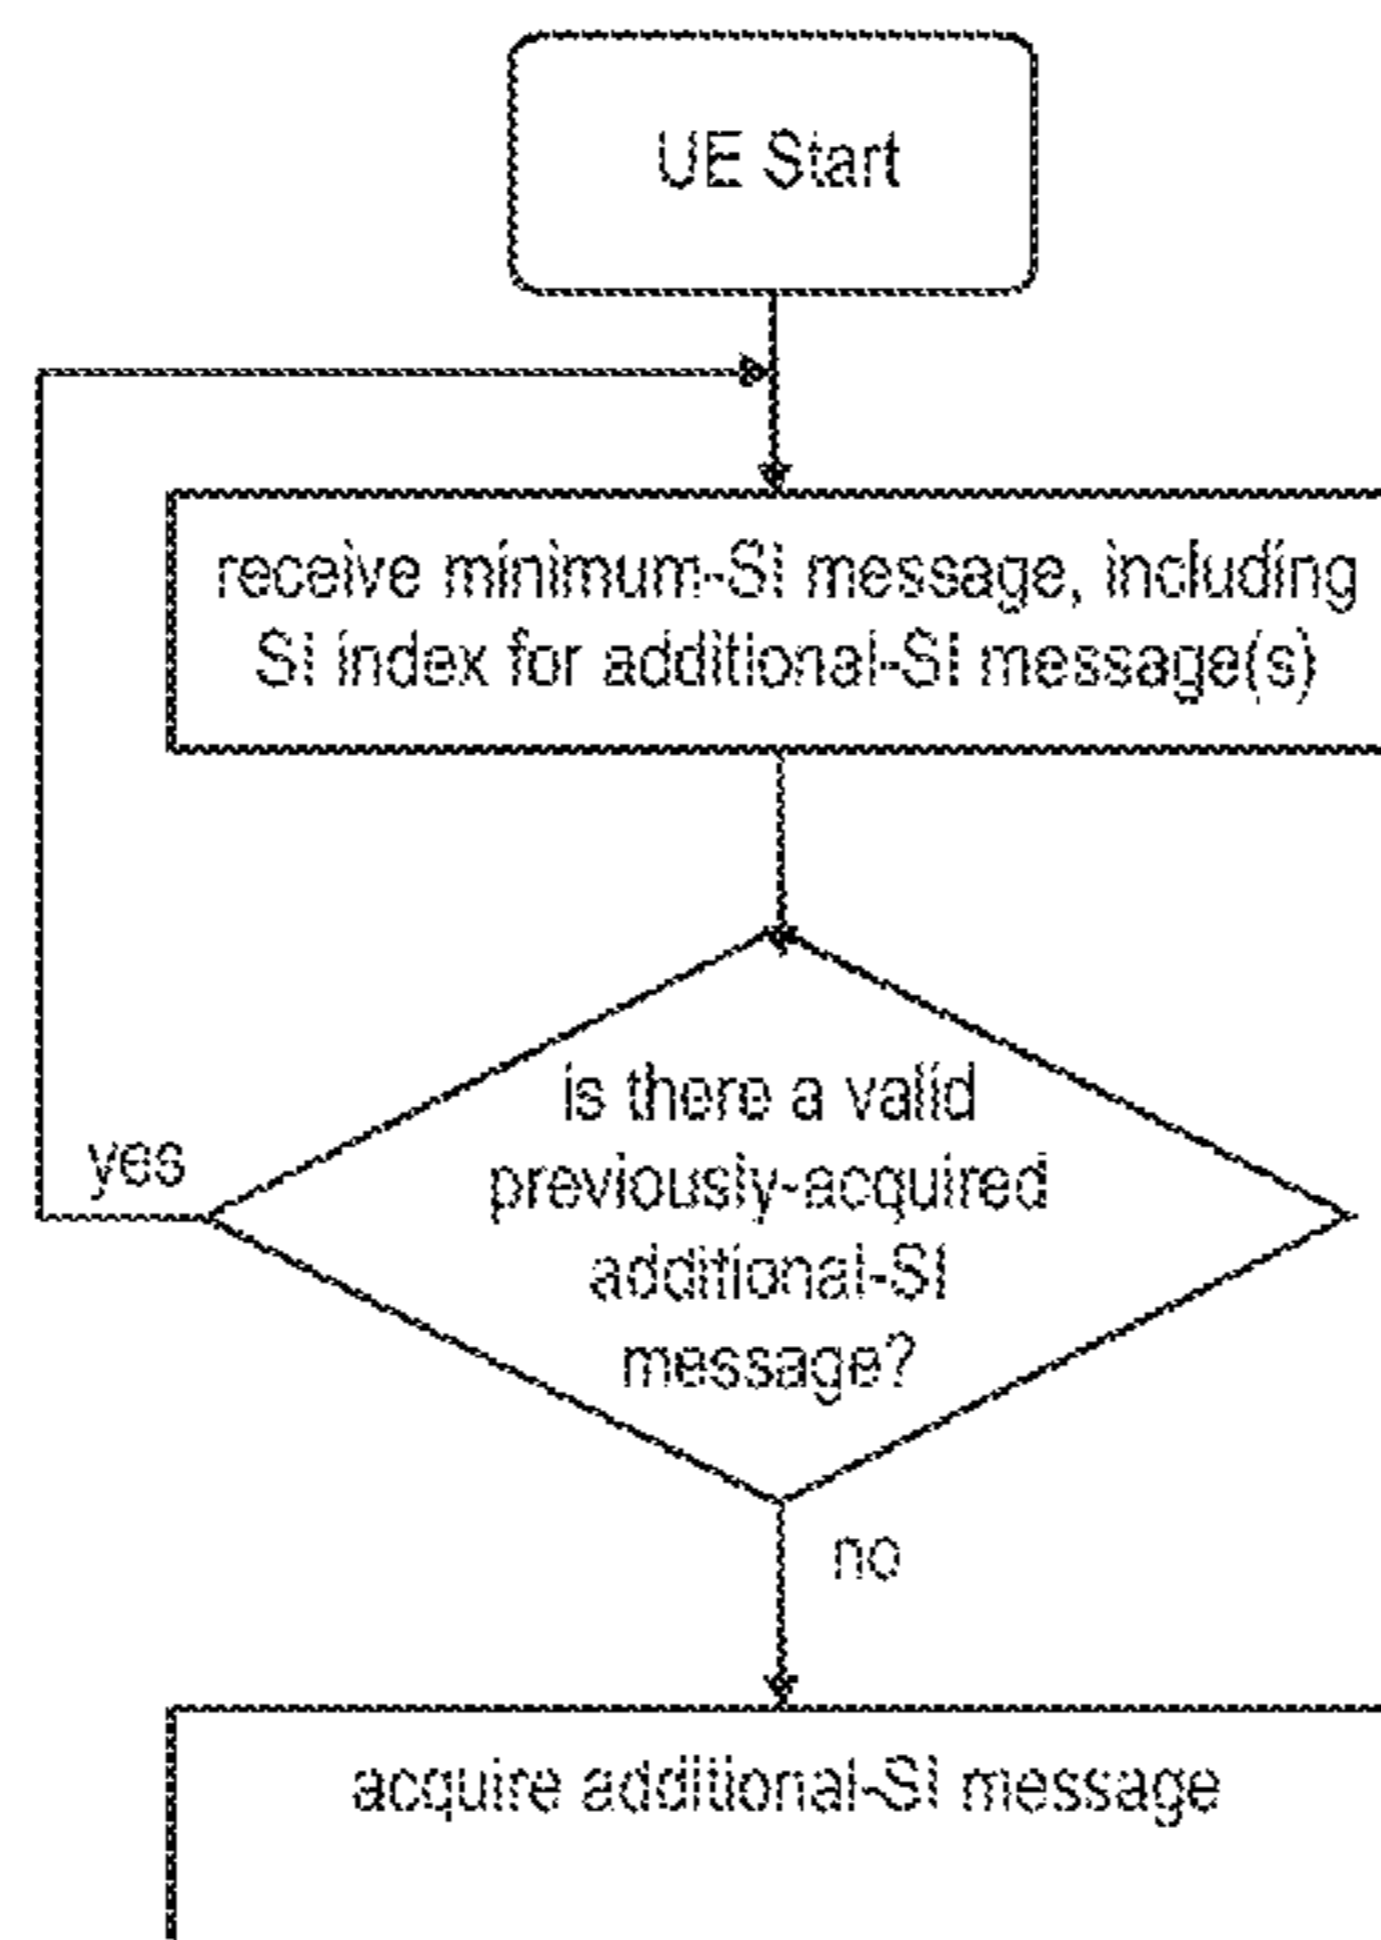 UE Start
receive minimum-SI message, including
SI index for additional-SI message(s)
is there a valid
previously-acquired
additional-SI
message?
yes
no
acquire additional-SI message